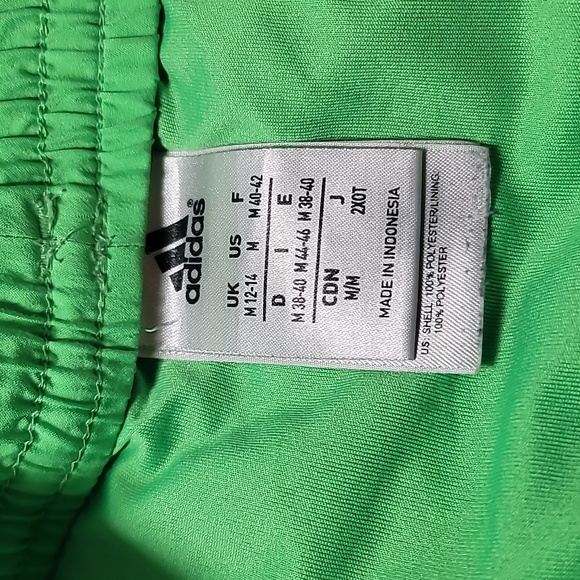 adidas®
UK US F
M 12-14 M M 40-42
D I E
M 38-40 M 44-46 M 38-40
CDN J
M/M 2XOT
MADE IN INDONESIA
US: SHELL: 100% POLYESTER/LINING:
100% POLYESTER